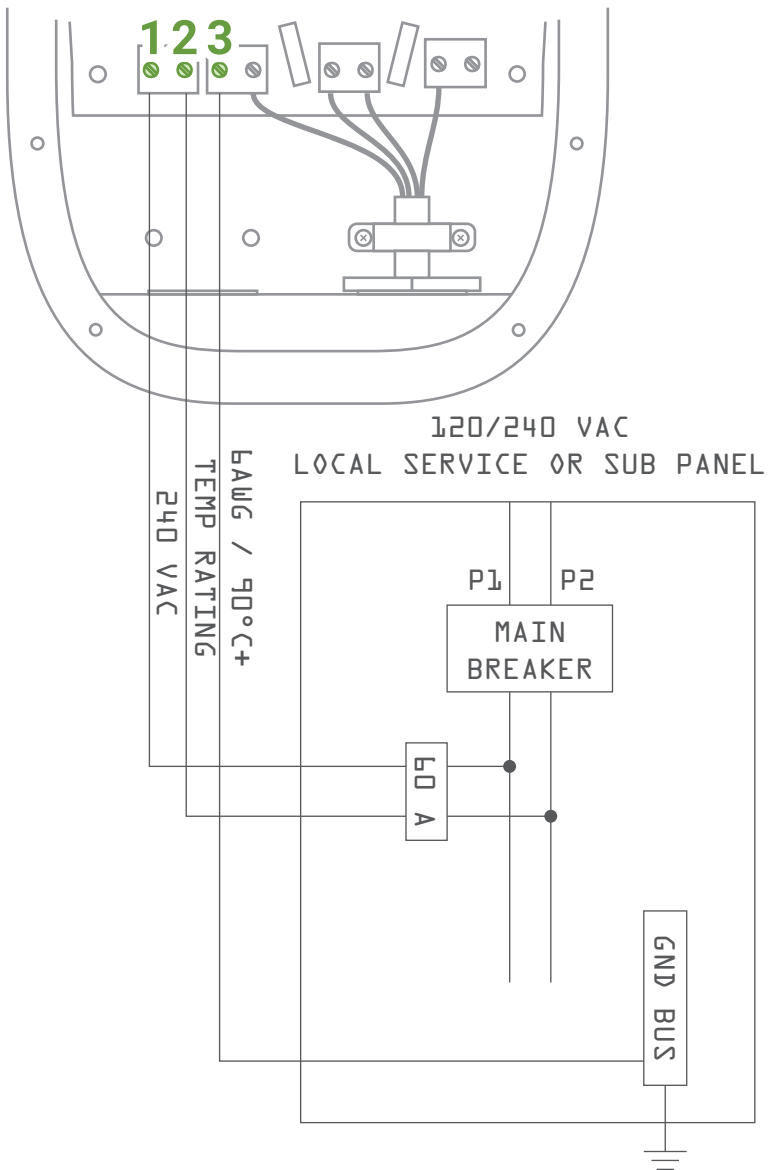 1 2 3
120/240 VAC
LOCAL SERVICE OR SUB PANEL
6AWG / 90°C+
TEMP RATING
240 VAC
P1 P2
MAIN
BREAKER
60 A
GND BUS